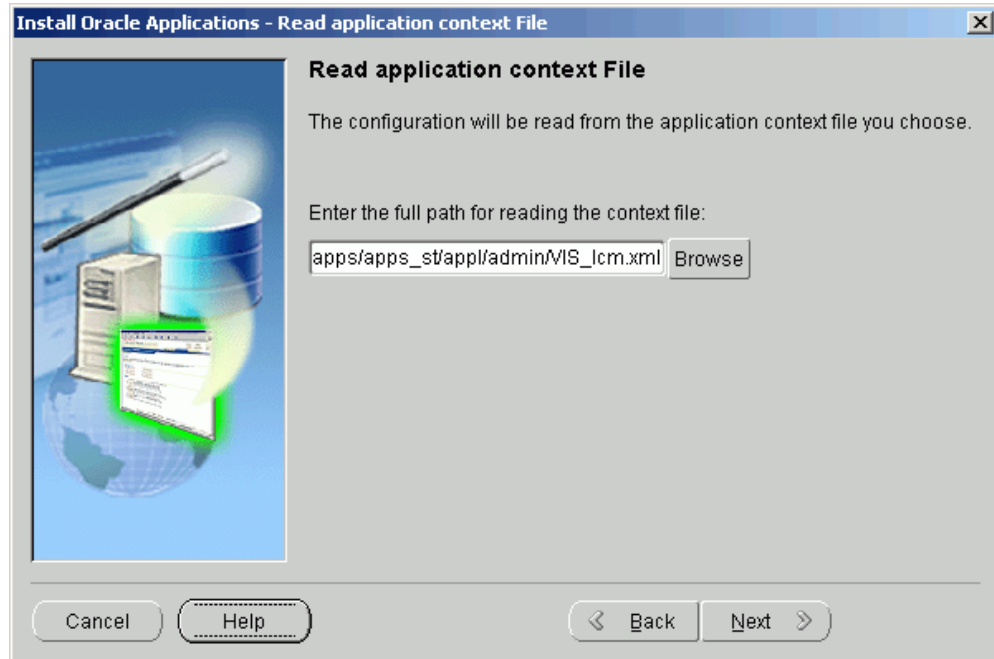 Install Oracle Applications - Read application context File
Read application context File
The configuration will be read from the application context file you choose.
Enter the full path for reading the context file:
apps/apps_st/appl/admin/VIS_lcm.xml Browse
Cancel Help Back Next